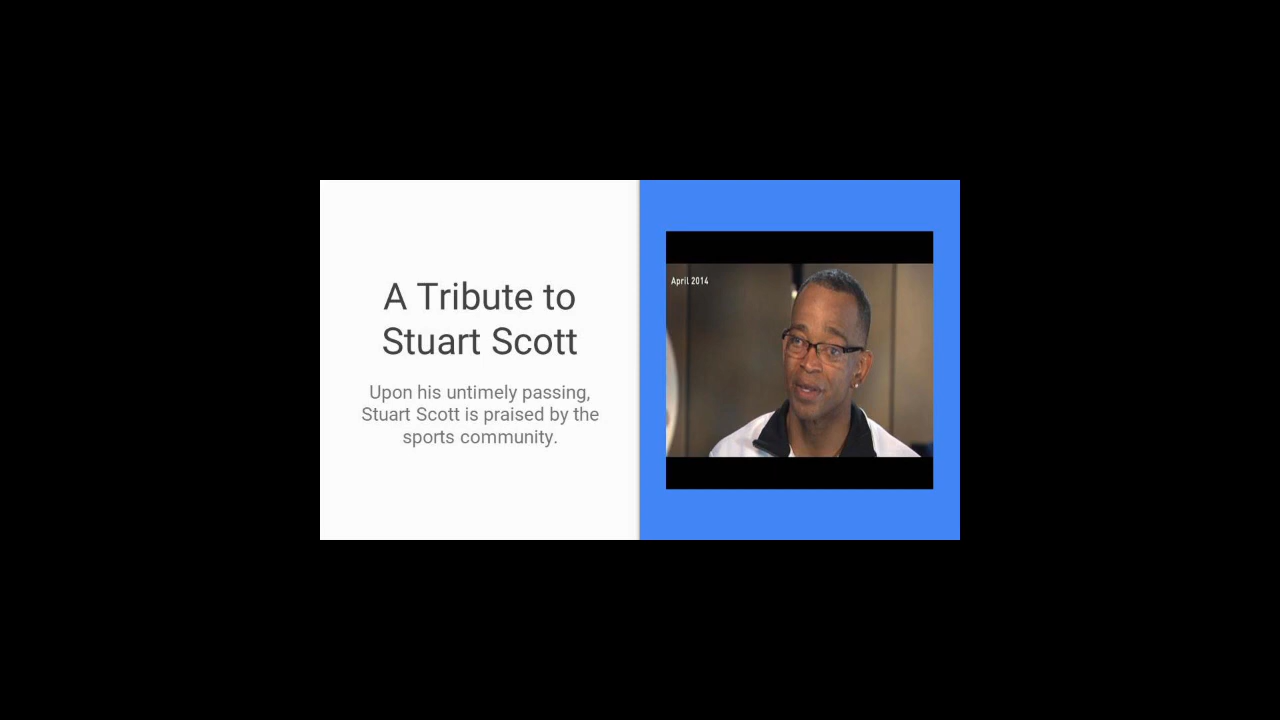 A Tribute to
Stuart Scott
Upon his untimely passing,
Stuart Scott is praised by the
sports community.
April 2014